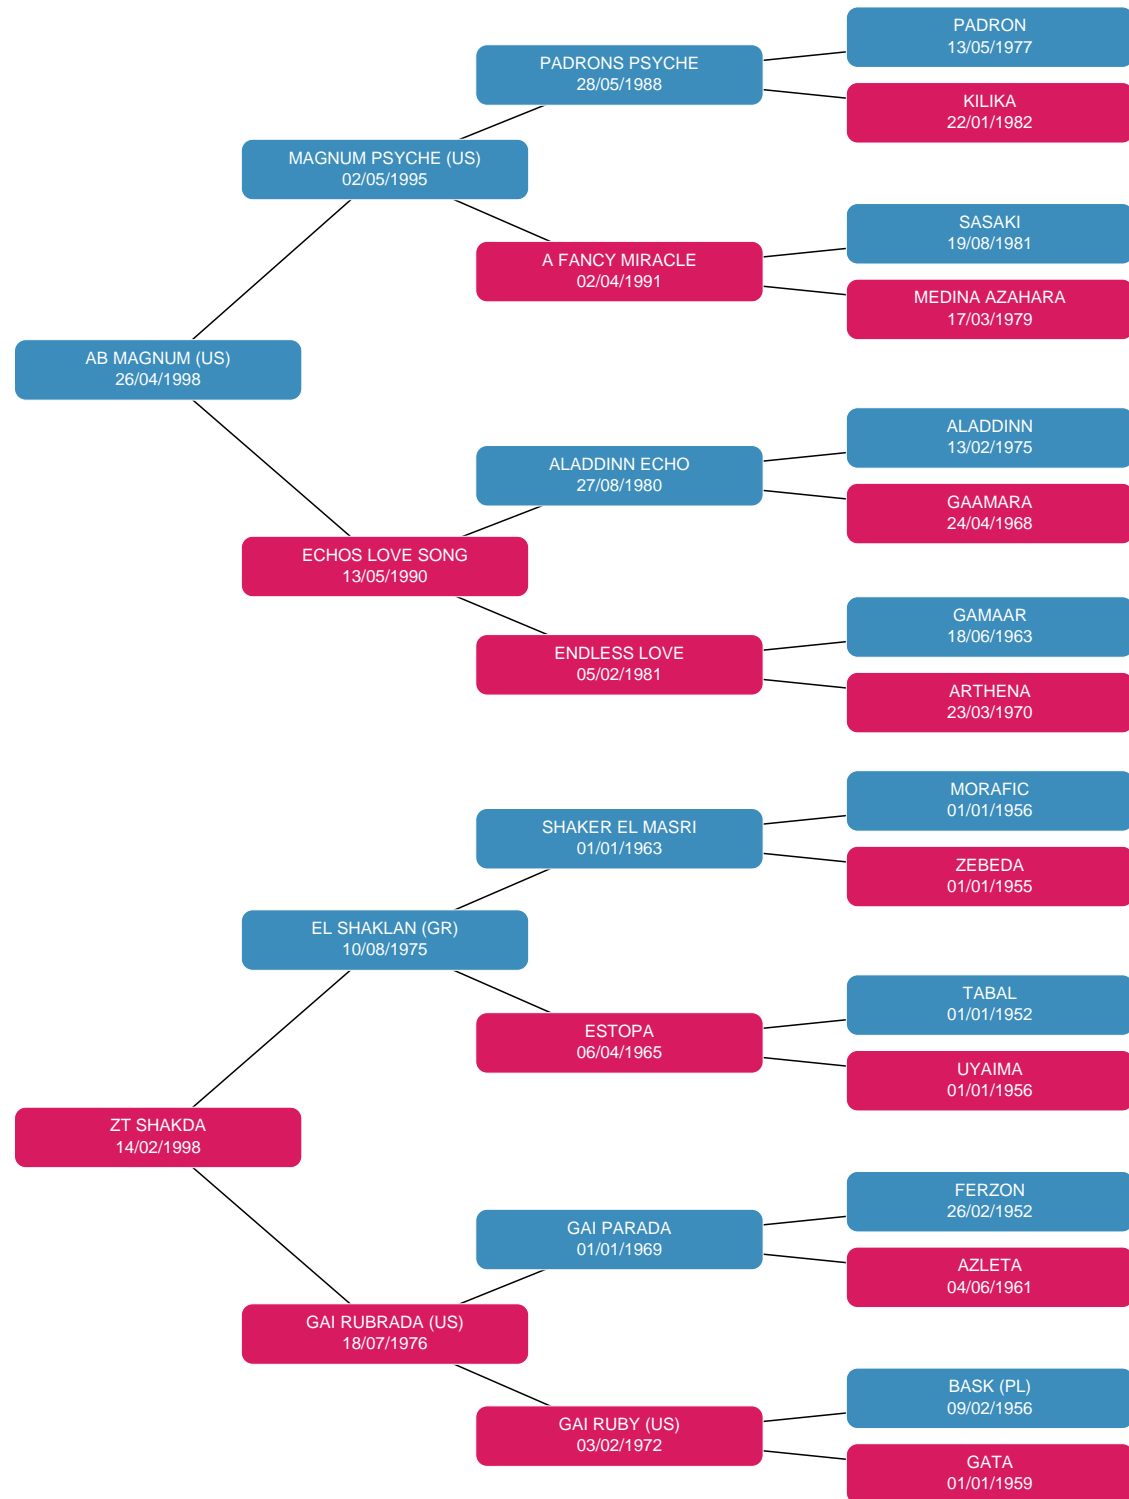 PADRON
13/05/1977
PADRONS PSYCHE
28/05/1988
KILIKA
22/01/1982
MAGNUM PSYCHE (US)
02/05/1995
SASAKI
19/08/1981
A FANCY MIRACLE
02/04/1991
MEDINA AZAHARA
17/03/1979
AB MAGNUM (US)
26/04/1998
ALADDINN
13/02/1975
ALADDINN ECHO
27/08/1980
GAAMARA
24/04/1968
ECHOS LOVE SONG
13/05/1990
GAMAAR
18/06/1963
ENDLESS LOVE
05/02/1981
ARTHENA
23/03/1970
MORAFIC
01/01/1956
SHAKER EL MASRI
01/01/1963
ZEBEDA
01/01/1955
EL SHAKLAN (GR)
10/08/1975
TABAL
01/01/1952
ESTOPA
06/04/1965
UYAIMA
01/01/1956
ZT SHAKDA
14/02/1998
FERZON
26/02/1952
GAI PARADA
01/01/1969
AZLETA
04/06/1961
GAI RUBRADA (US)
18/07/1976
BASK (PL)
09/02/1956
GAI RUBY (US)
03/02/1972
GATA
01/01/1959